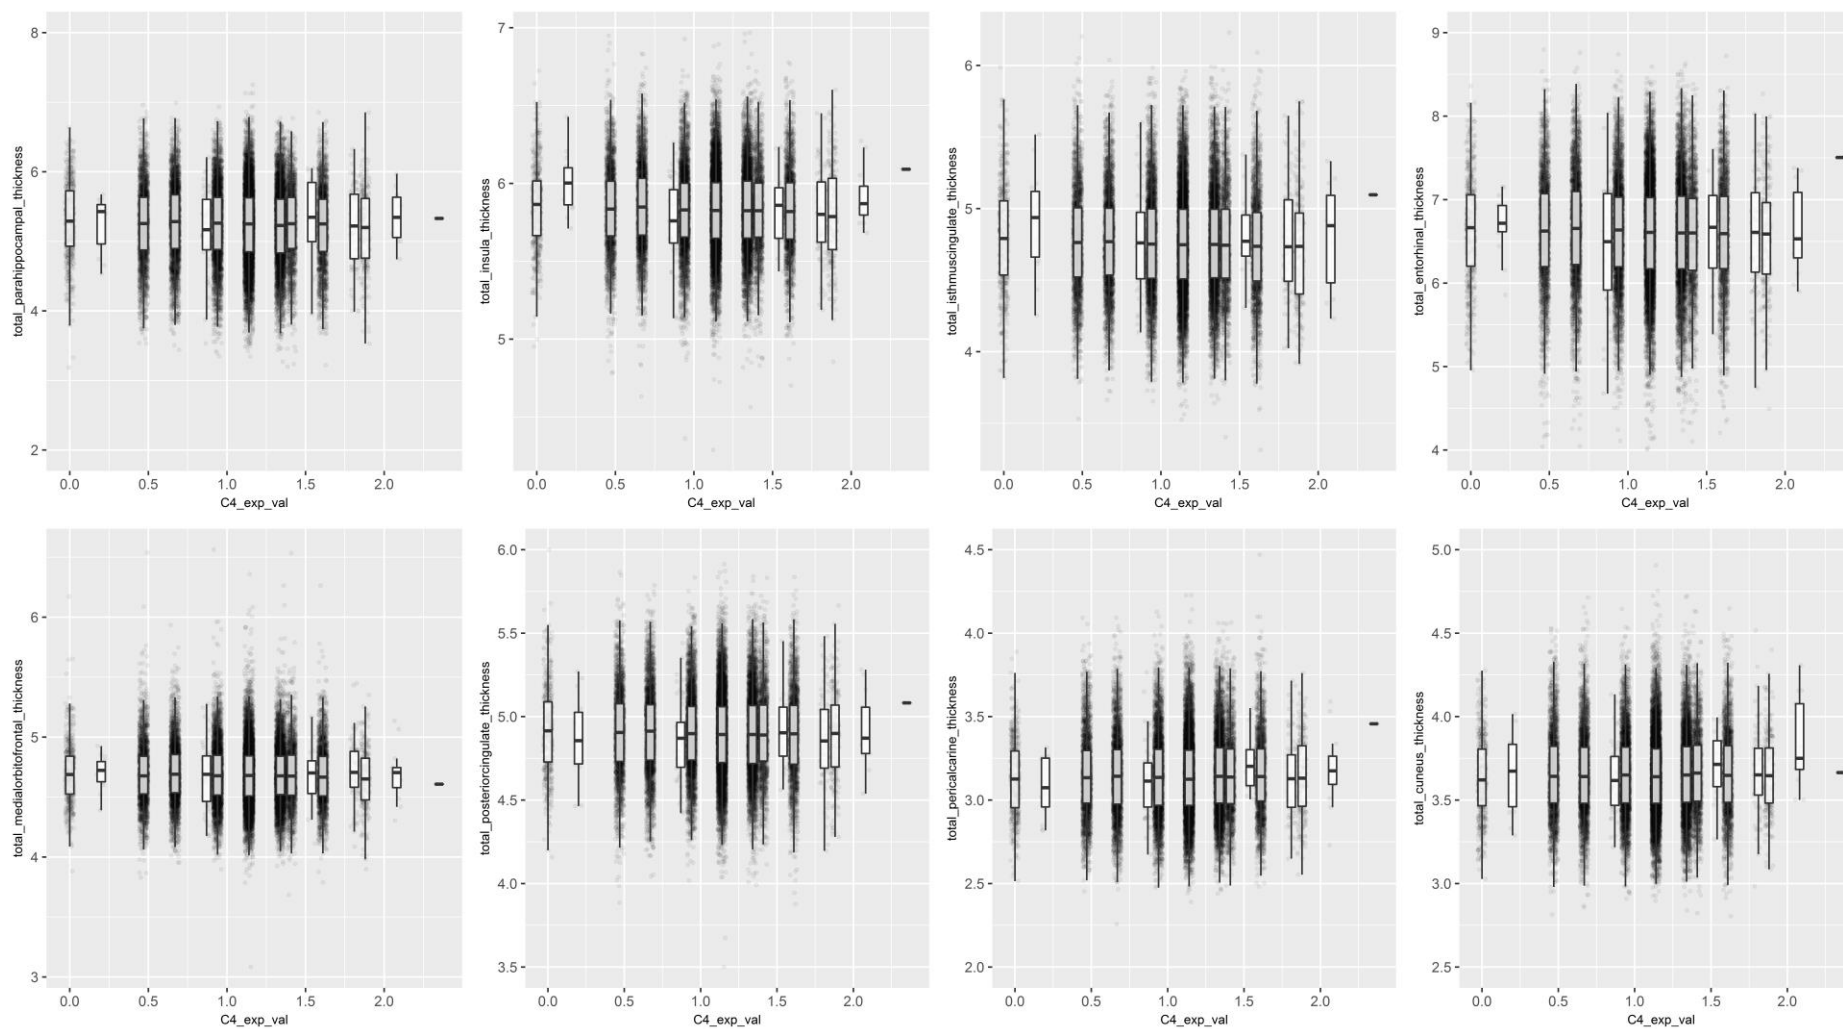 total_parahippocampal_thickness
8
6
4
2
0.0 0.5 1.0 1.5 2.0
C4_exp_val
total_insula_thickness
7
6
5
0.0 0.5 1.0 1.5 2.0
C4_exp_val
total_isthmuscingulate_thickness
6
5
4
0.0 0.5 1.0 1.5 2.0
C4_exp_val
total_entorhinal_thickness
9
8
7
6
5
4
0.0 0.5 1.0 1.5 2.0
C4_exp_val
total_medialorbitofrontal_thickness
6
5
4
3
0.0 0.5 1.0 1.5 2.0
C4_exp_val
total_posteriorcingulate_thickness
6.0
5.5
5.0
4.5
4.0
3.5
0.0 0.5 1.0 1.5 2.0
C4_exp_val
total_pericalcarine_thickness
4.5
4.0
3.5
3.0
2.5
2.0
0.0 0.5 1.0 1.5 2.0
C4_exp_val
total_cuneus_thickness
5.0
4.5
4.0
3.5
3.0
2.5
0.0 0.5 1.0 1.5 2.0
C4_exp_val